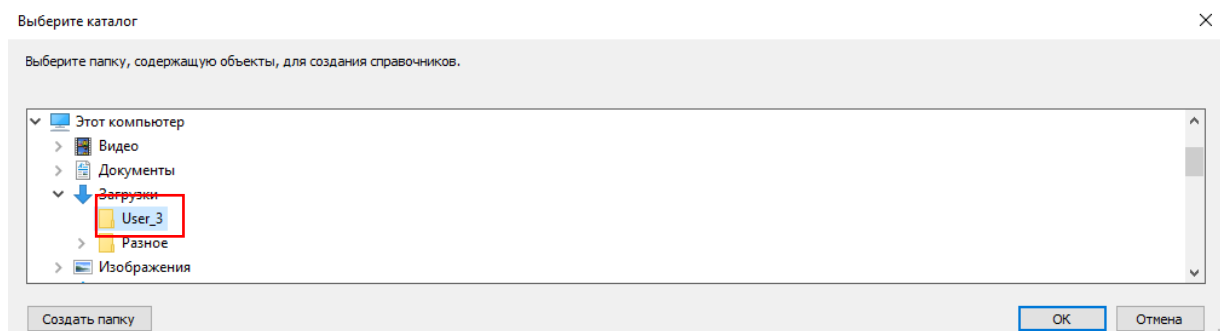 Выберите каталог
Выберите папку, содержащую объекты, для создания справочников.
Этот компьютер
Видео
Документы
Загрузки
User_3
Разное
Изображения
Создать папку
ОК
Отмена